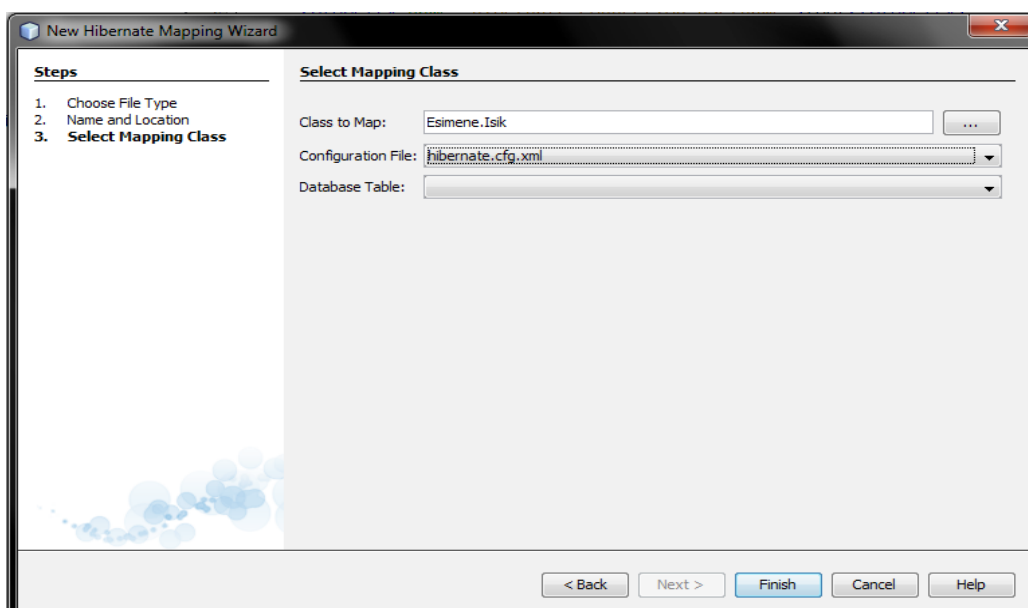 New Hibernate Mapping Wizard
Steps
1. Choose File Type
2. Name and Location
3. Select Mapping Class
Select Mapping Class
Class to Map: Esimene.Isik ...
Configuration File: hibernate.cfg.xml
Database Table:
< Back Next > Finish Cancel Help